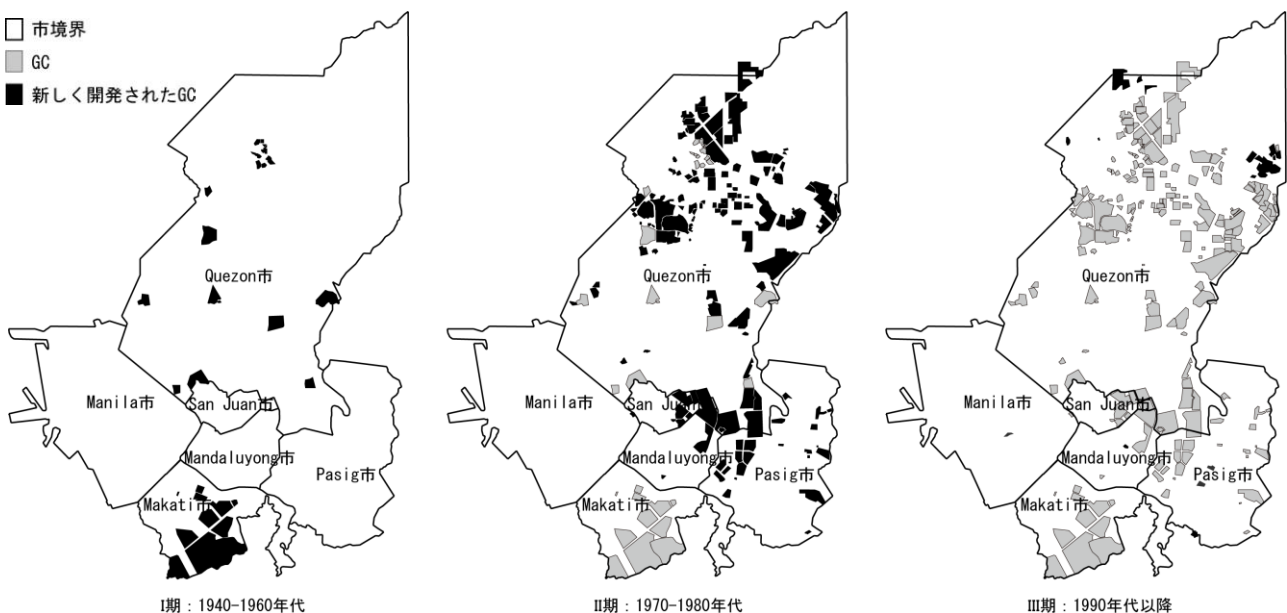 市境界
GC
新しく開発されたGC
Quezon市
Manila市
San Juan市
Mandaluyong市
Pasig市
Makati市
I期：1940-1960年代
Quezon市
Manila市
San Juan市
Mandaluyong市
Pasig市
Makati市
II期：1970-1980年代
Quezon市
Manila市
San Juan市
Mandaluyong市
Pasig市
Makati市
III期：1990年代以降